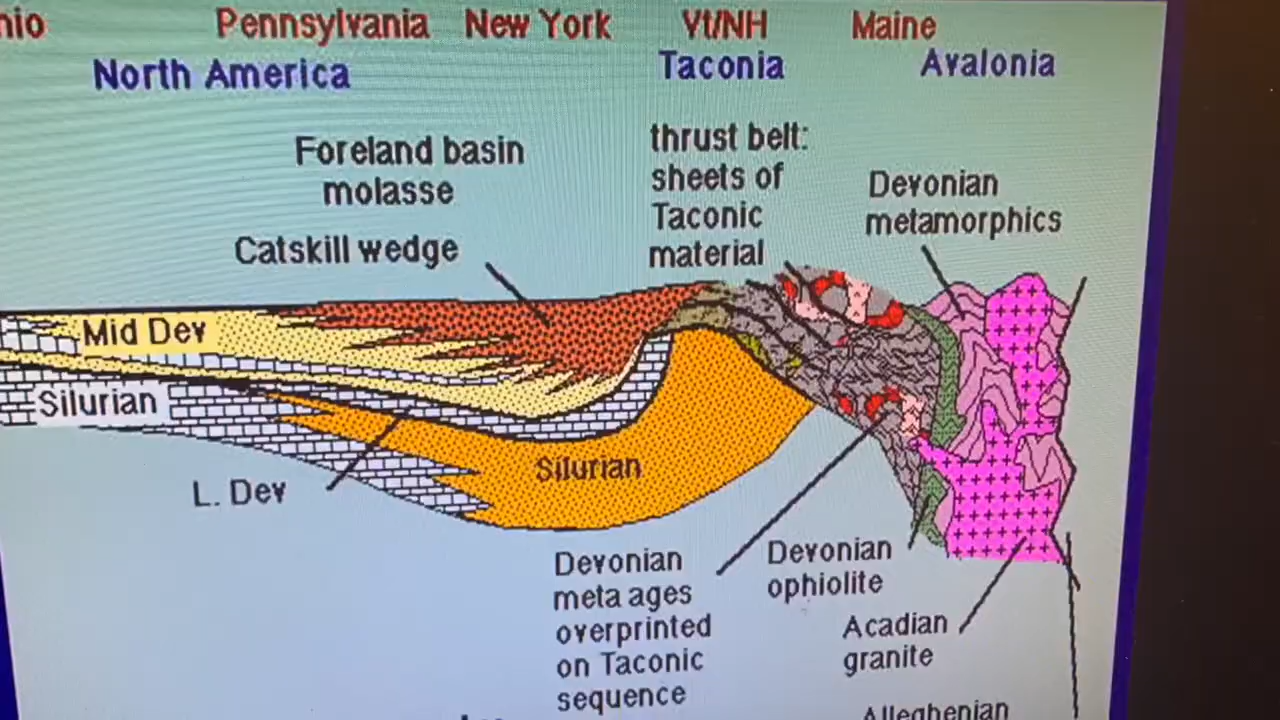 Pennsylvania New York Vt/NH Maine
North America Taconia Avalonia
Foreland basin
molasse
Catskill wedge
thrust belt:
sheets of
Taconic
material
Devonian
metamorphics
Mid Dev
Silurian
Silurian
L. Dev
Devonian
meta ages
overprinted
on Taconic
sequence
Devonian
ophiolite
Acadian
granite
Alleghenian